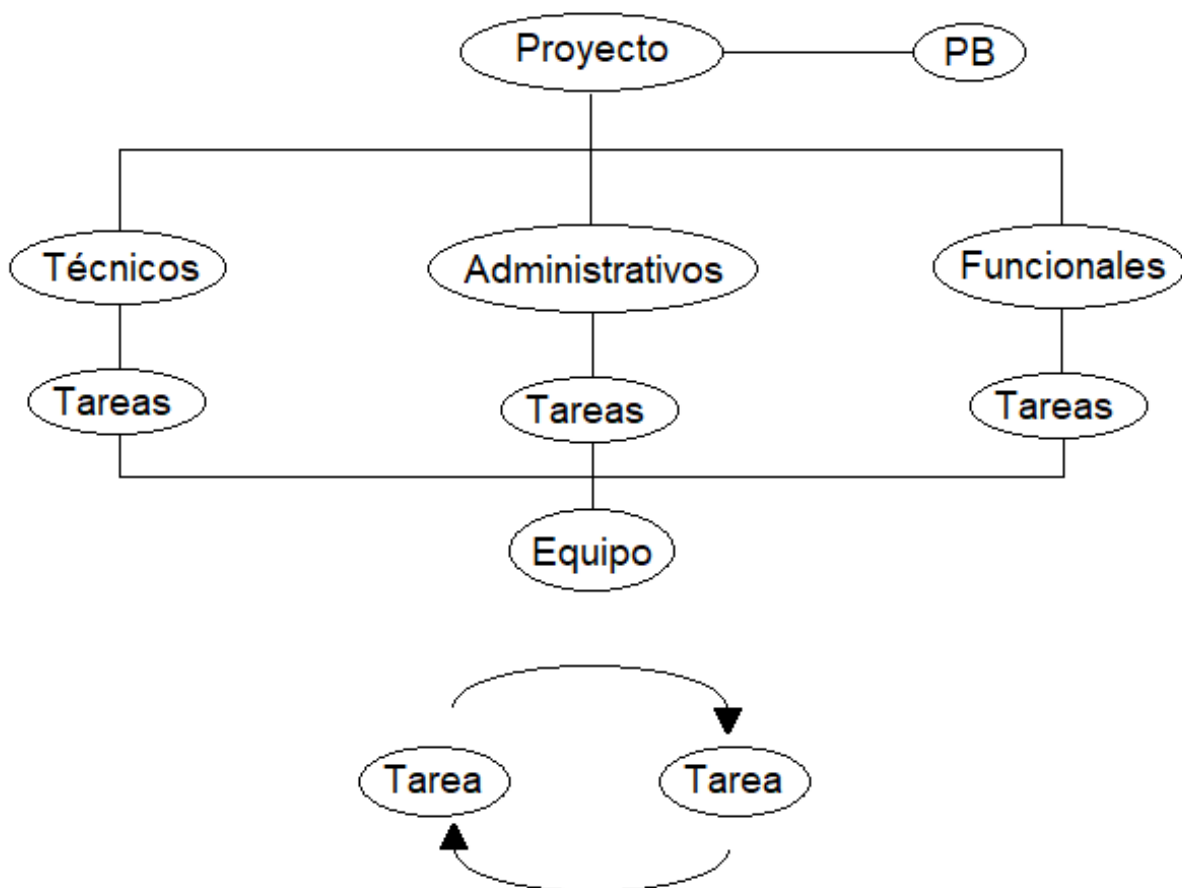 Proyecto
PB
Técnicos
Administrativos
Funcionales
Tareas
Tareas
Tareas
Equipo
Tarea
Tarea